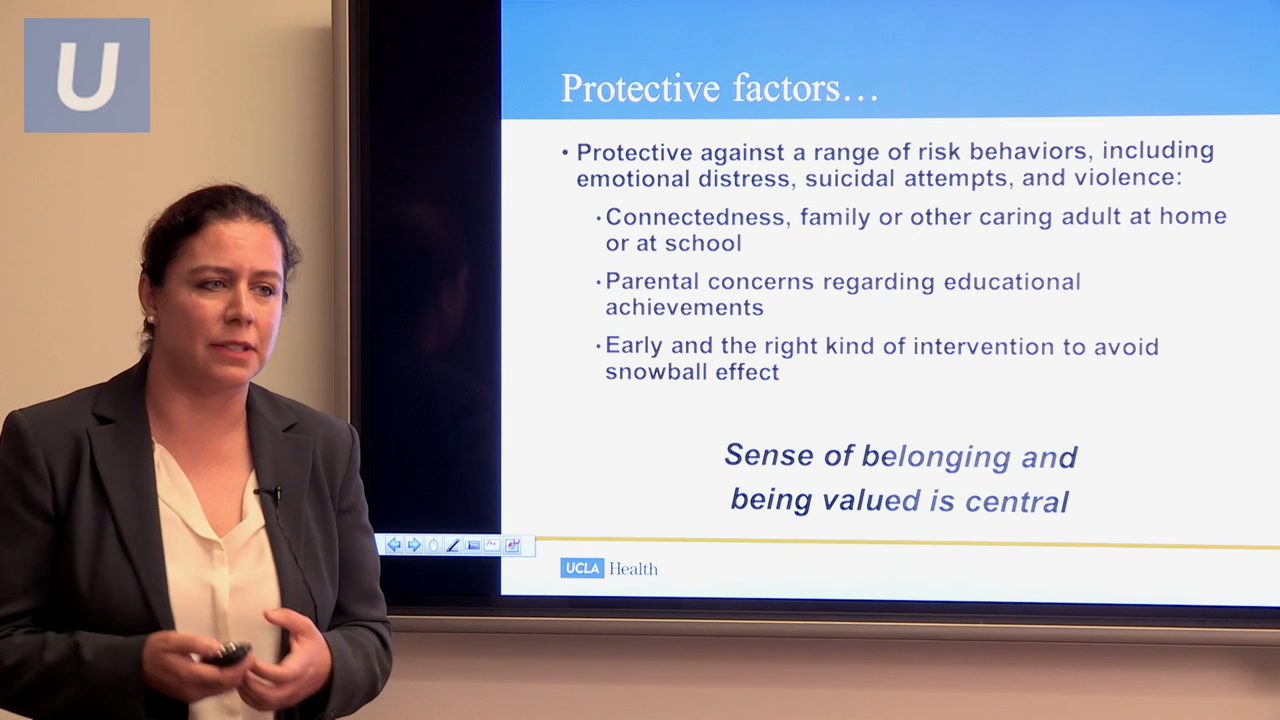 U
Protective factors…
• Protective against a range of risk behaviors, including
emotional distress, suicidal attempts, and violence:
• Connectedness, family or other caring adult at home
or at school
• Parental concerns regarding educational
achievements
• Early and the right kind of intervention to avoid
snowball effect
Sense of belonging and
being valued is central
UCLA Health